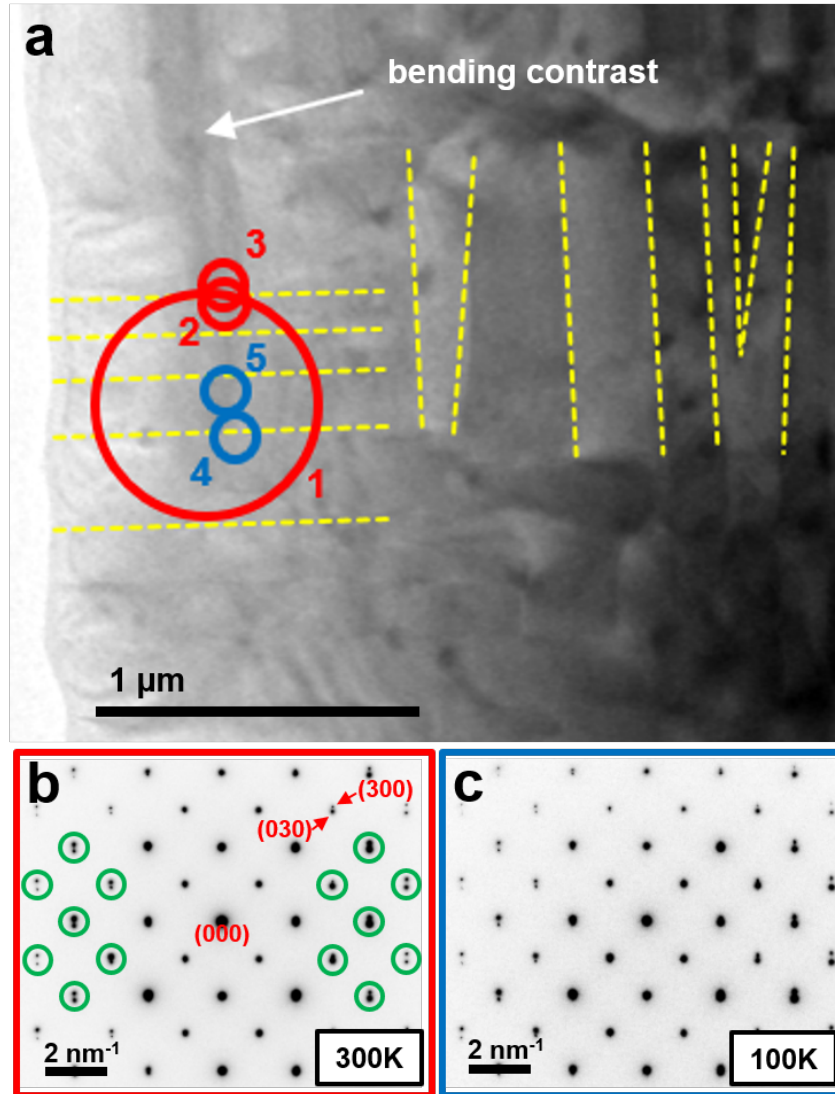 a
bending contrast
3
2
5
4
1
1 µm
b
(300)
(030)
(000)
2 nm-1
300K
c
2 nm-1
100K